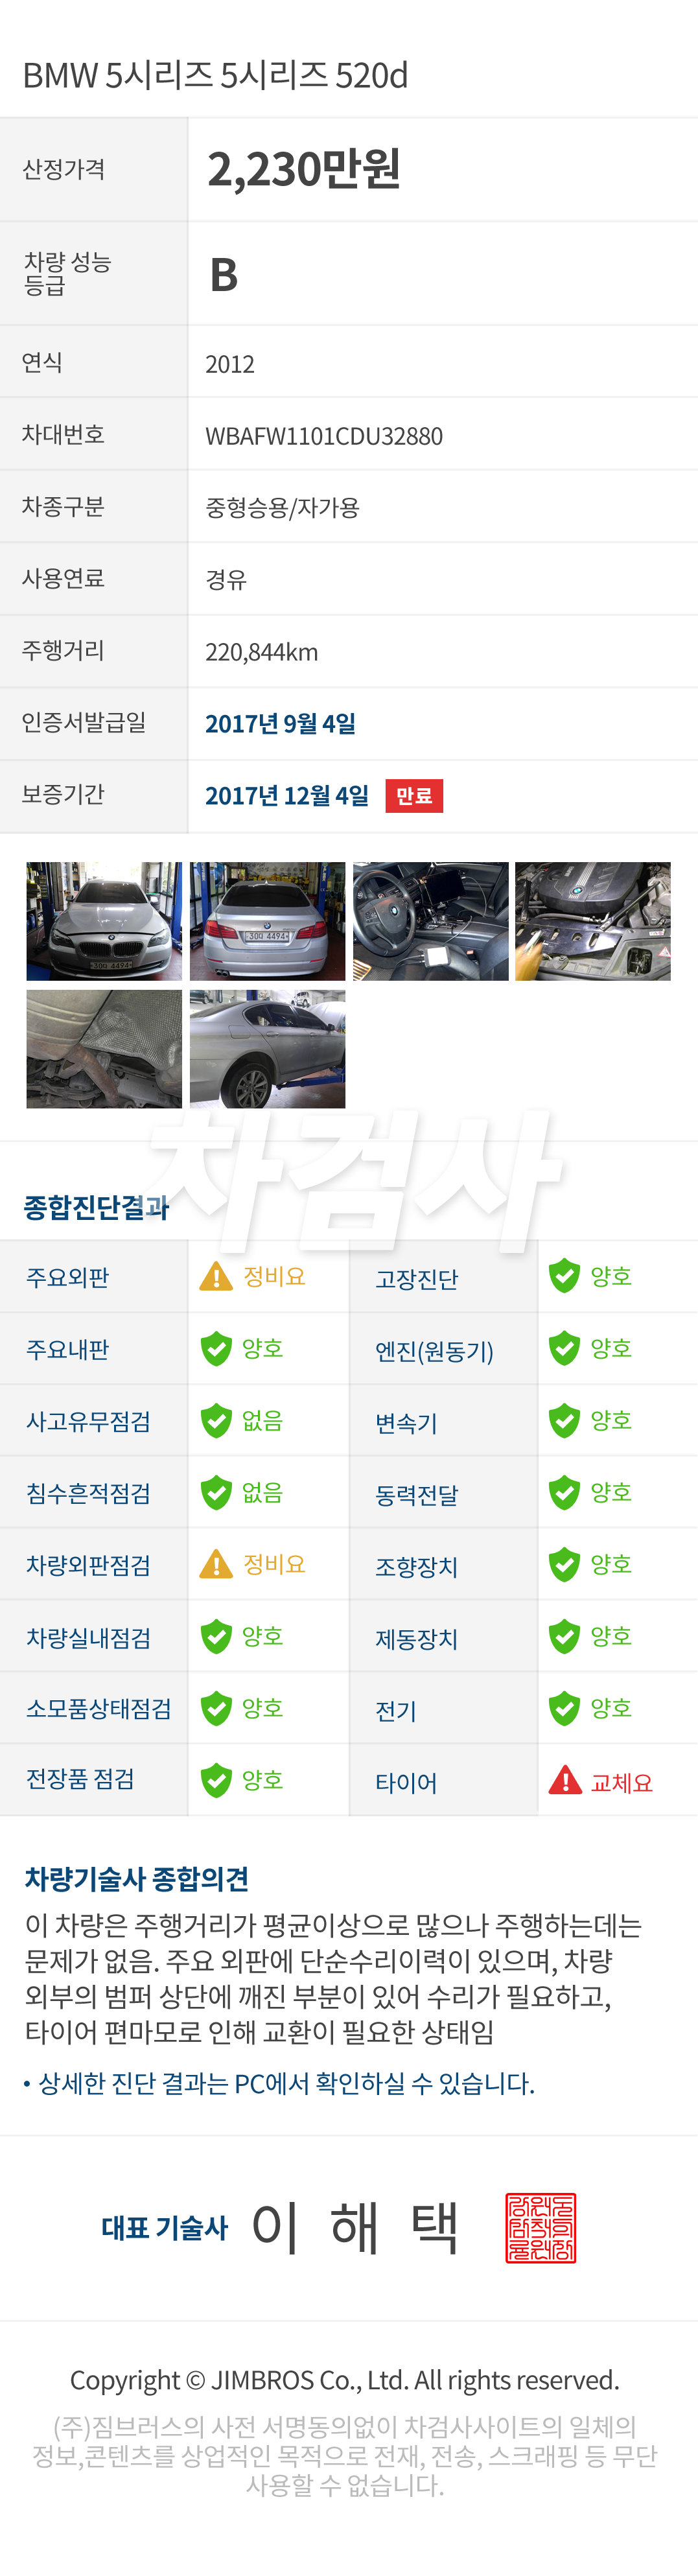 BMW 5시리즈 5시리즈 520d
산정가격 2,230만원
차량 성능
등급
B
연식 2012
차대번호 WBAFW1101CDU32880
차종구분 중형승용/자가용
사용연료 경유
주행거리 220,844km
인증서발급일 2017년 9월 4일
보증기간 2017년 12월 4일 만료
4494
4494
차검사
종합진단결과
주요외판 정비요 고장진단 양호
주요내판 양호 엔진(원동기) 양호
사고유무점검 없음 변속기 양호
침수흔적점검 없음 동력전달 양호
차량외판점검 정비요 조향장치 양호
차량실내점검 양호 제동장치 양호
소모품상태점검 양호 전기 양호
전장품 점검 양호 타이어 교체요
차량기술사 종합의견
이 차량은 주행거리가 평균이상으로 많으나 주행하는데는
문제가 없음. 주요 외판에 단순수리이력이 있으며, 차량
외부의 범퍼 상단에 깨진 부분이 있어 수리가 필요하고,
타이어 편마모로 인해 교환이 필요한 상태임
• 상세한 진단 결과는 PC에서 확인하실 수 있습니다.
대표 기술사 이 해 택
Copyright © JIMBROS Co., Ltd. All rights reserved.
(주)짐브러스의 사전 서명동의없이 차검사사이트의 일체의
정보,콘텐츠를 상업적인 목적으로 전재, 전송, 스크래핑 등 무단
사용할 수 없습니다.